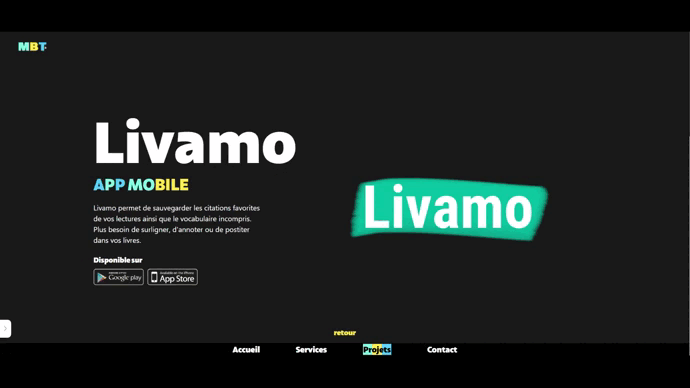 MBT
Livamo
APP MOBILE
Livamo permet de sauvegarder les citations favorites
de vos lectures ainsi que le vocabulaire incompris.
Plus besoin de surligner, d'annoter ou de postiter
dans vos livres.
Disponible sur
Google play
App Store
Livamo
retour
Accueil Services Projets Contact